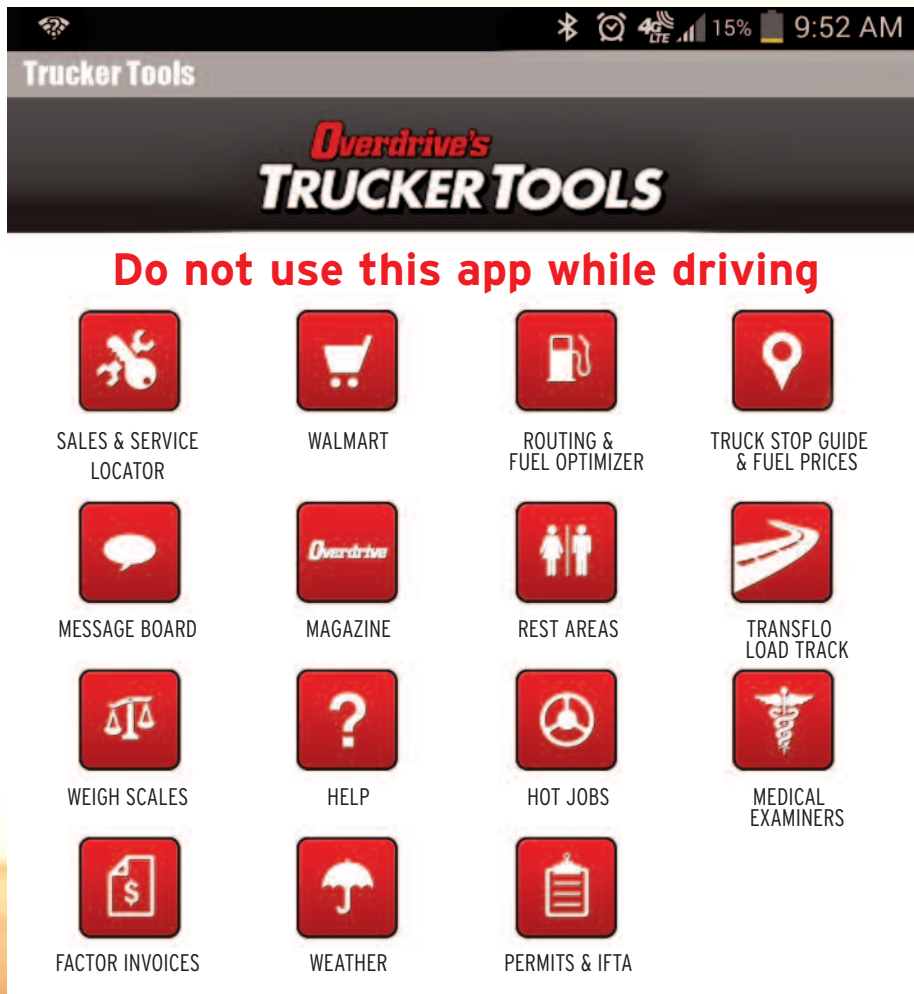 4G LTE 15% 9:52 AM
Trucker Tools
Overdrive's
TRUCKER TOOLS
Do not use this app while driving
SALES & SERVICE
LOCATOR
WALMART
ROUTING &
FUEL OPTIMIZER
TRUCK STOP GUIDE
& FUEL PRICES
Overdrive
MESSAGE BOARD
MAGAZINE
REST AREAS
TRANSFLO
LOAD TRACK
?
WEIGH SCALES
HELP
HOT JOBS
MEDICAL
EXAMINERS
$
FACTOR INVOICES
WEATHER
PERMITS & IFTA